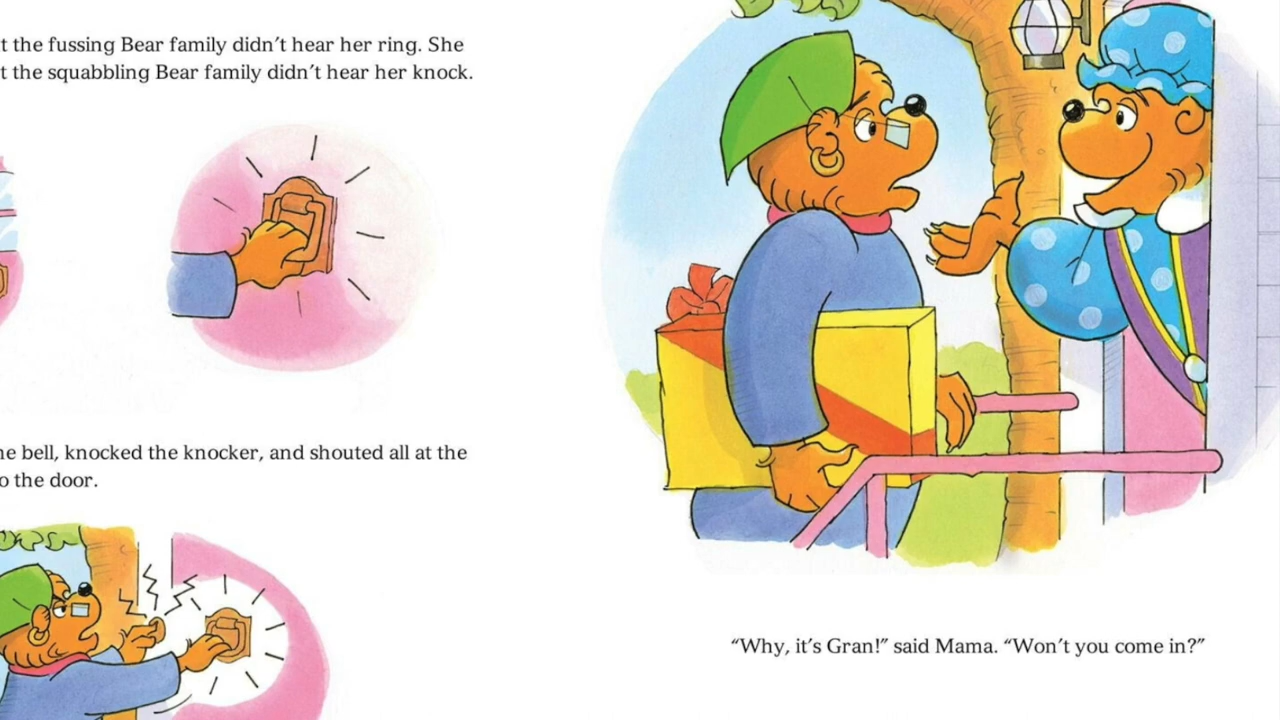 t the fussing Bear family didn't hear her ring. She
t the squabbling Bear family didn't hear her knock.
he bell, knocked the knocker, and shouted all at the
o the door.
“Why, it's Gran!” said Mama. “Won't you come in?”